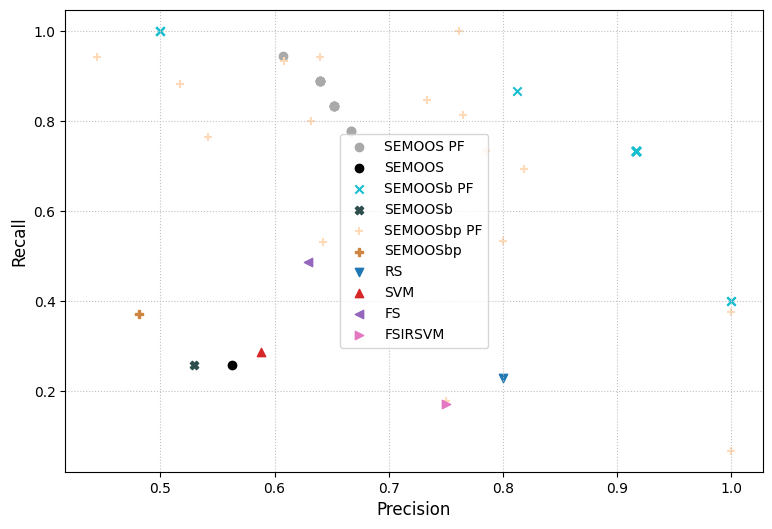 1.0
0.8
0.6
0.4
0.2
Recall
SEMOOS PF
SEMOOS
SEMOOSb PF
SEMOOSb
SEMOOSbp PF
SEMOOSbp
RS
SVM
FS
FSIRSVM
0.5 0.6 0.7 0.8 0.9 1.0
Precision